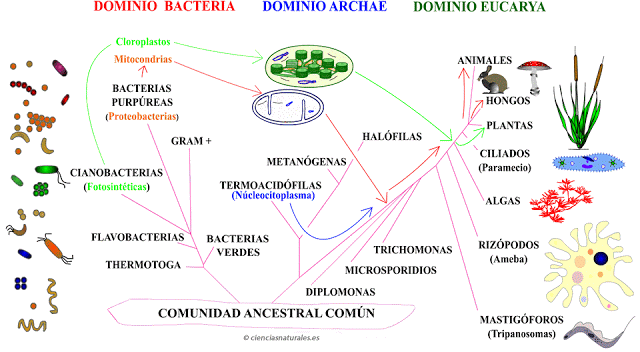 DOMINIO BACTERIA
DOMINIO ARCHAE
DOMINIO EUCARYA
Cloroplastos
Mitocondrias
BACTERIAS
PURPÚREAS
(Proteobacterias)
GRAM +
CIANOBACTERIAS
(Fotosintéticas)
FLAVOBACTERIAS
BACTERIAS
VERDES
THERMOTOGA
HALÓFILAS
METANÓGENAS
TERMOACIDÓFILAS
(Núcleocitoplasma)
TRICHOMONAS
MICROSPORIDIOS
DIPLOMONAS
ANIMALES
HONGOS
PLANTAS
CILIADOS
(Paramecio)
ALGAS
RIZÓPODOS
(Ameba)
MASTIGÓFOROS
(Tripanosomas)
COMUNIDAD ANCESTRAL COMÚN
© cienciasnaturales.es